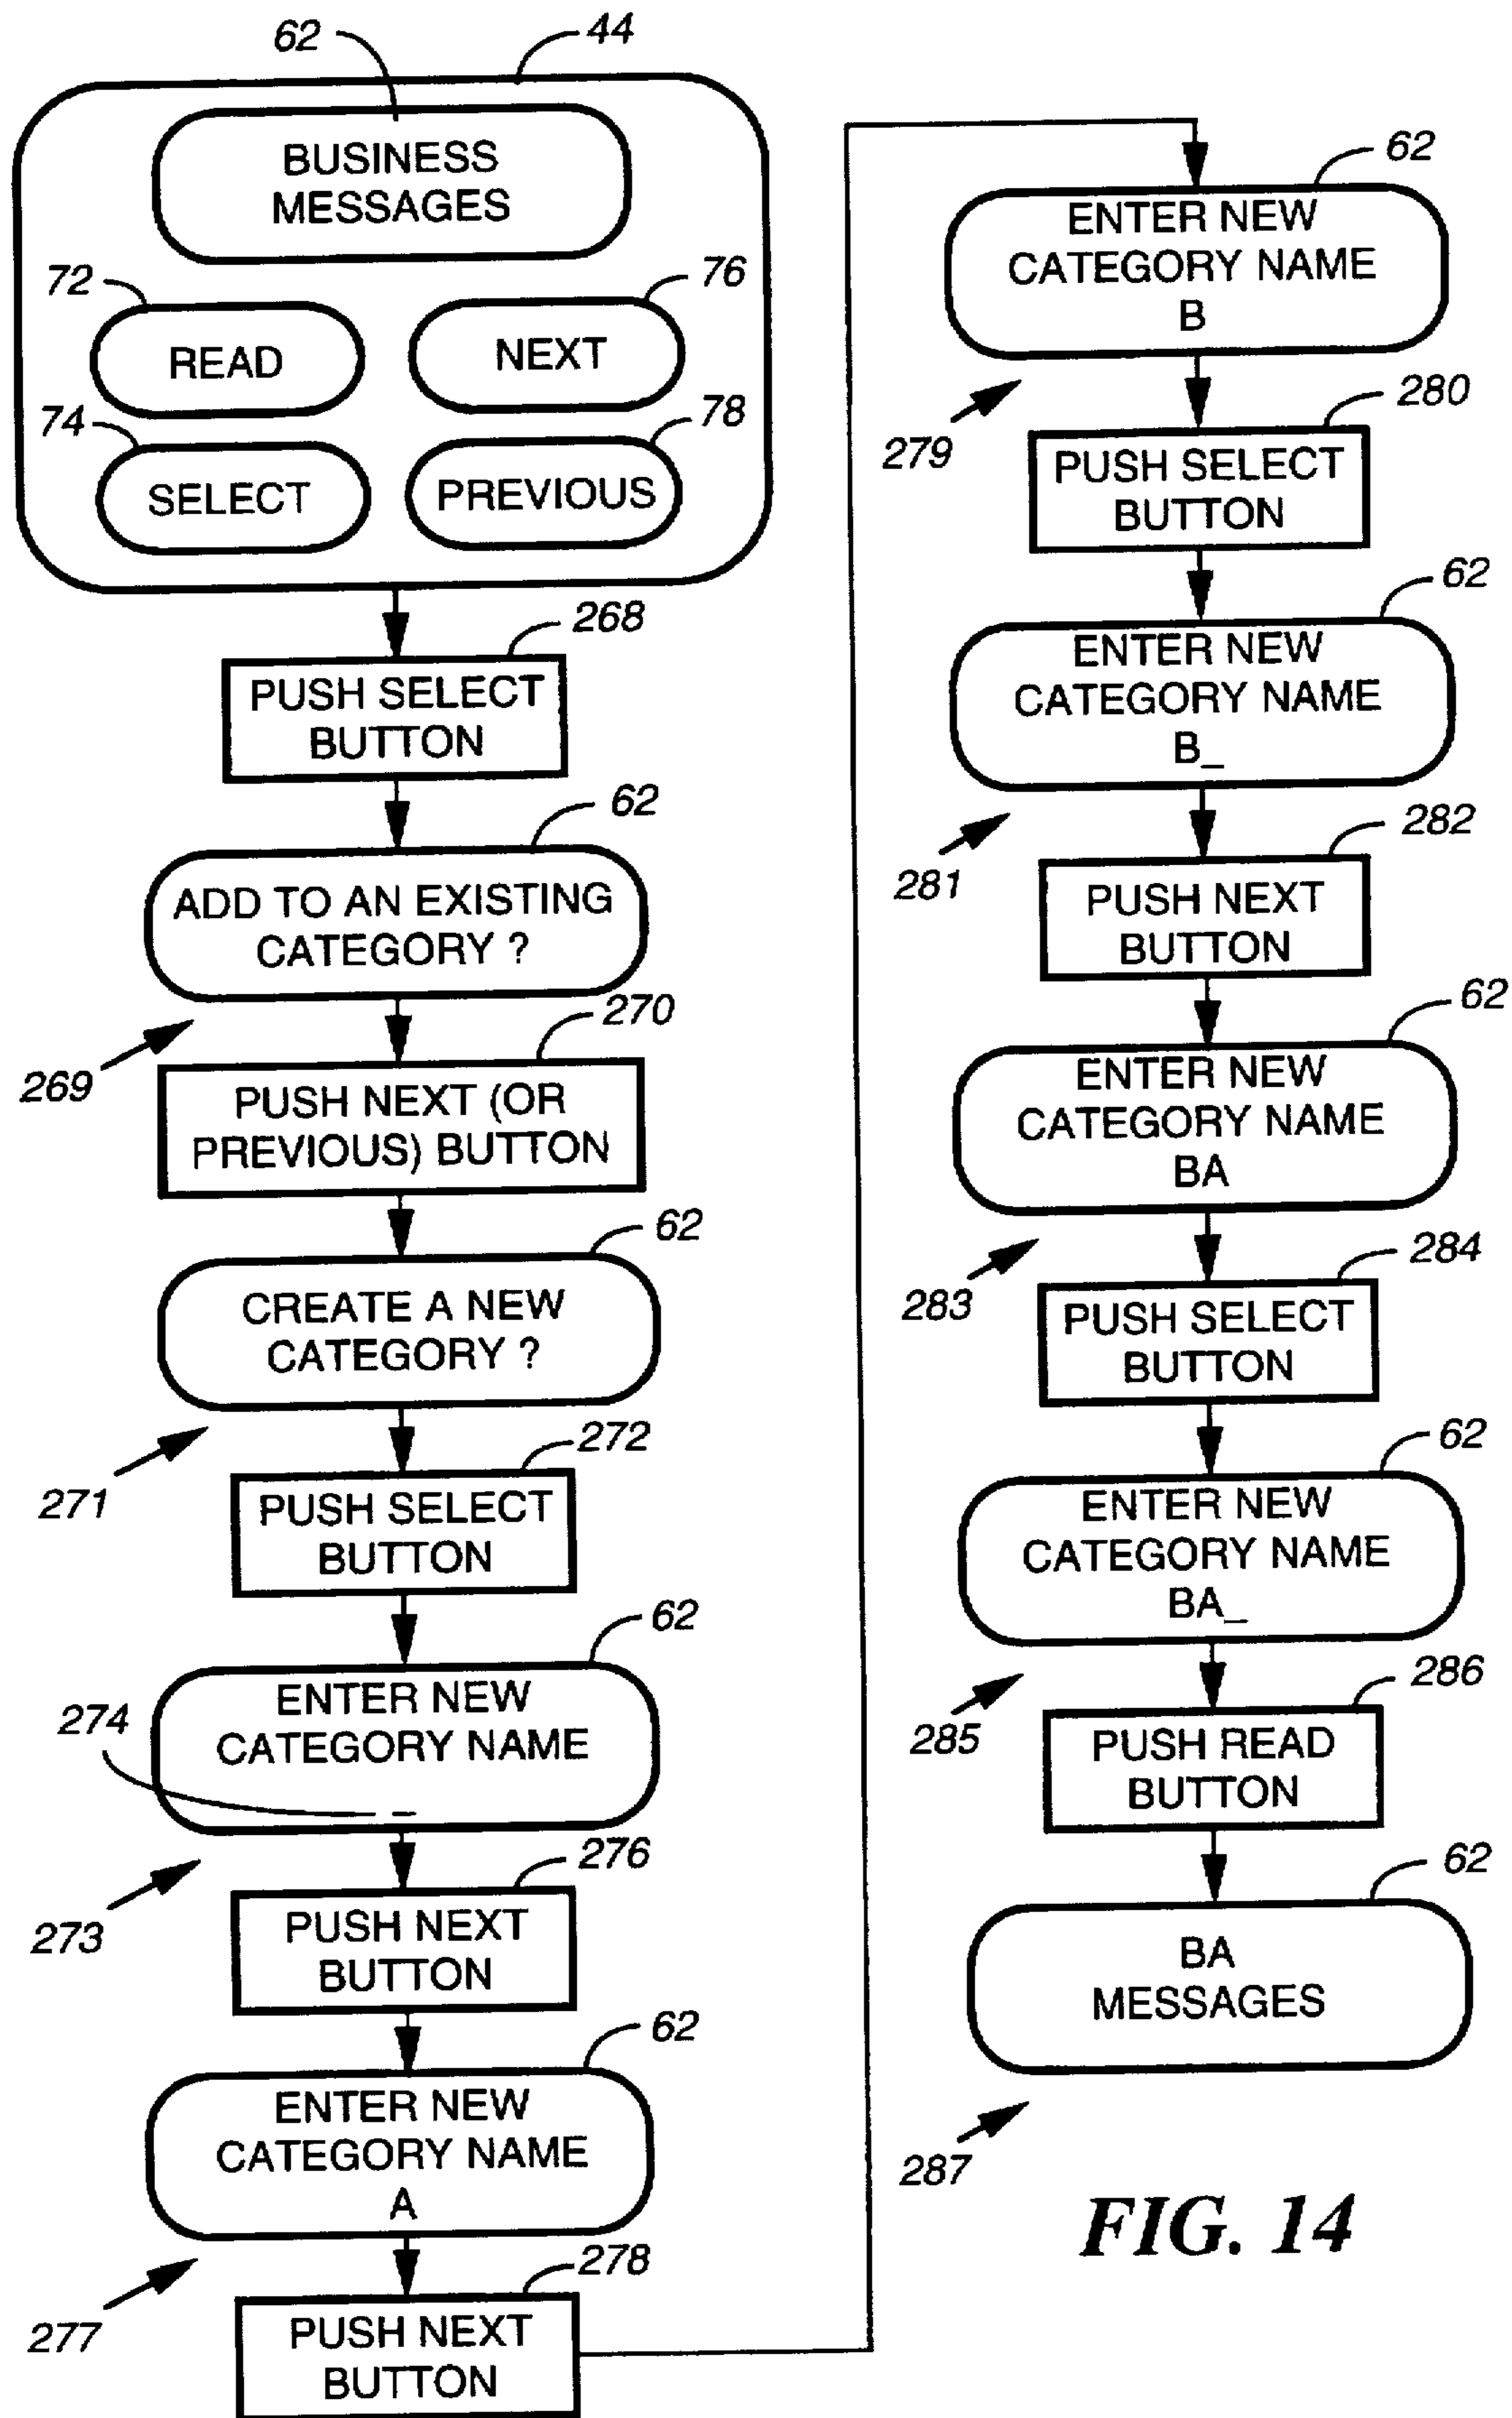 62
44
BUSINESS
MESSAGES
72
76
READ
NEXT
74
78
SELECT
PREVIOUS
268
PUSH SELECT
BUTTON
62
ADD TO AN EXISTING
CATEGORY ?
269
270
PUSH NEXT (OR
PREVIOUS) BUTTON
62
CREATE A NEW
CATEGORY ?
271
272
PUSH SELECT
BUTTON
62
274
ENTER NEW
CATEGORY NAME
_
273
276
PUSH NEXT
BUTTON
62
ENTER NEW
CATEGORY NAME
A
277
278
PUSH NEXT
BUTTON
62
ENTER NEW
CATEGORY NAME
B
279
280
PUSH SELECT
BUTTON
62
ENTER NEW
CATEGORY NAME
B_
281
282
PUSH NEXT
BUTTON
62
ENTER NEW
CATEGORY NAME
BA
283
284
PUSH SELECT
BUTTON
62
ENTER NEW
CATEGORY NAME
BA_
285
286
PUSH READ
BUTTON
62
BA
MESSAGES
287
FIG. 14